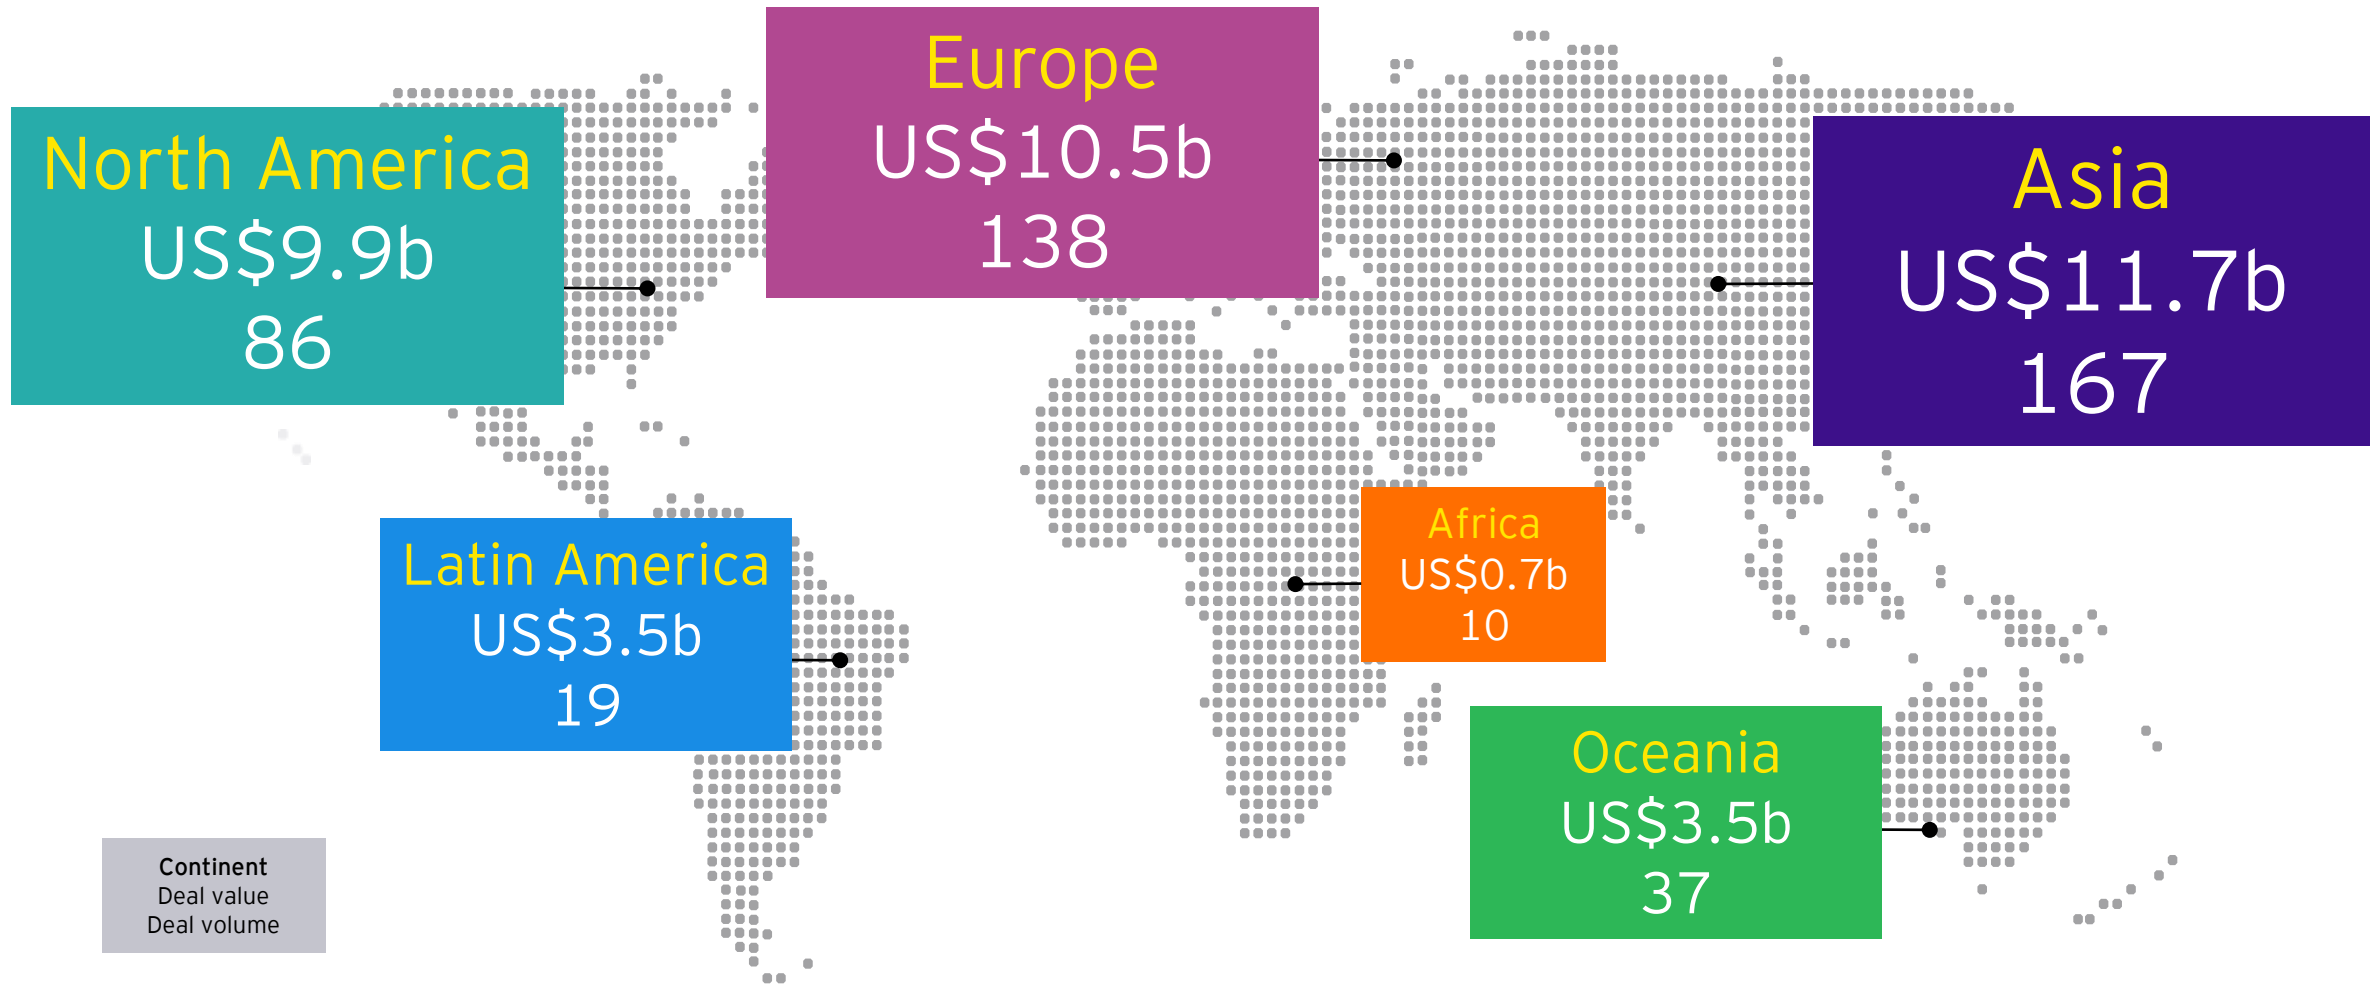 Europe
US$10.5b
138
North America
US$9.9b
86
Asia
US$11.7b
167
Africa
US$0.7b
10
Latin America
US$3.5b
19
Oceania
US$3.5b
37
Continent
Deal value
Deal volume